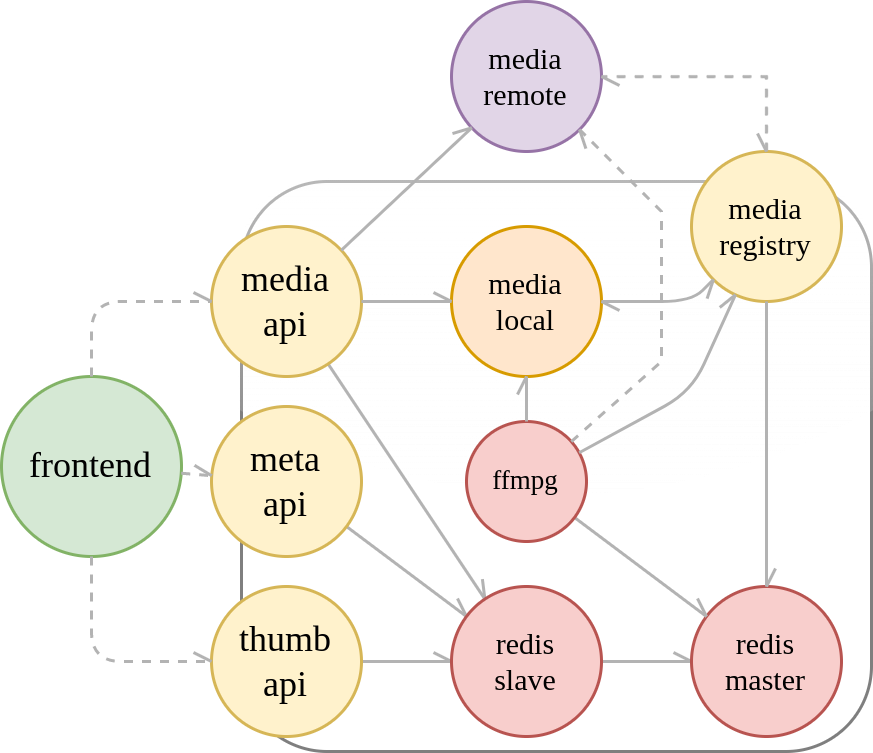 media
remote
media
registry
media
api
media
local
frontend
meta
api
ffmpg
thumb
api
redis
slave
redis
master